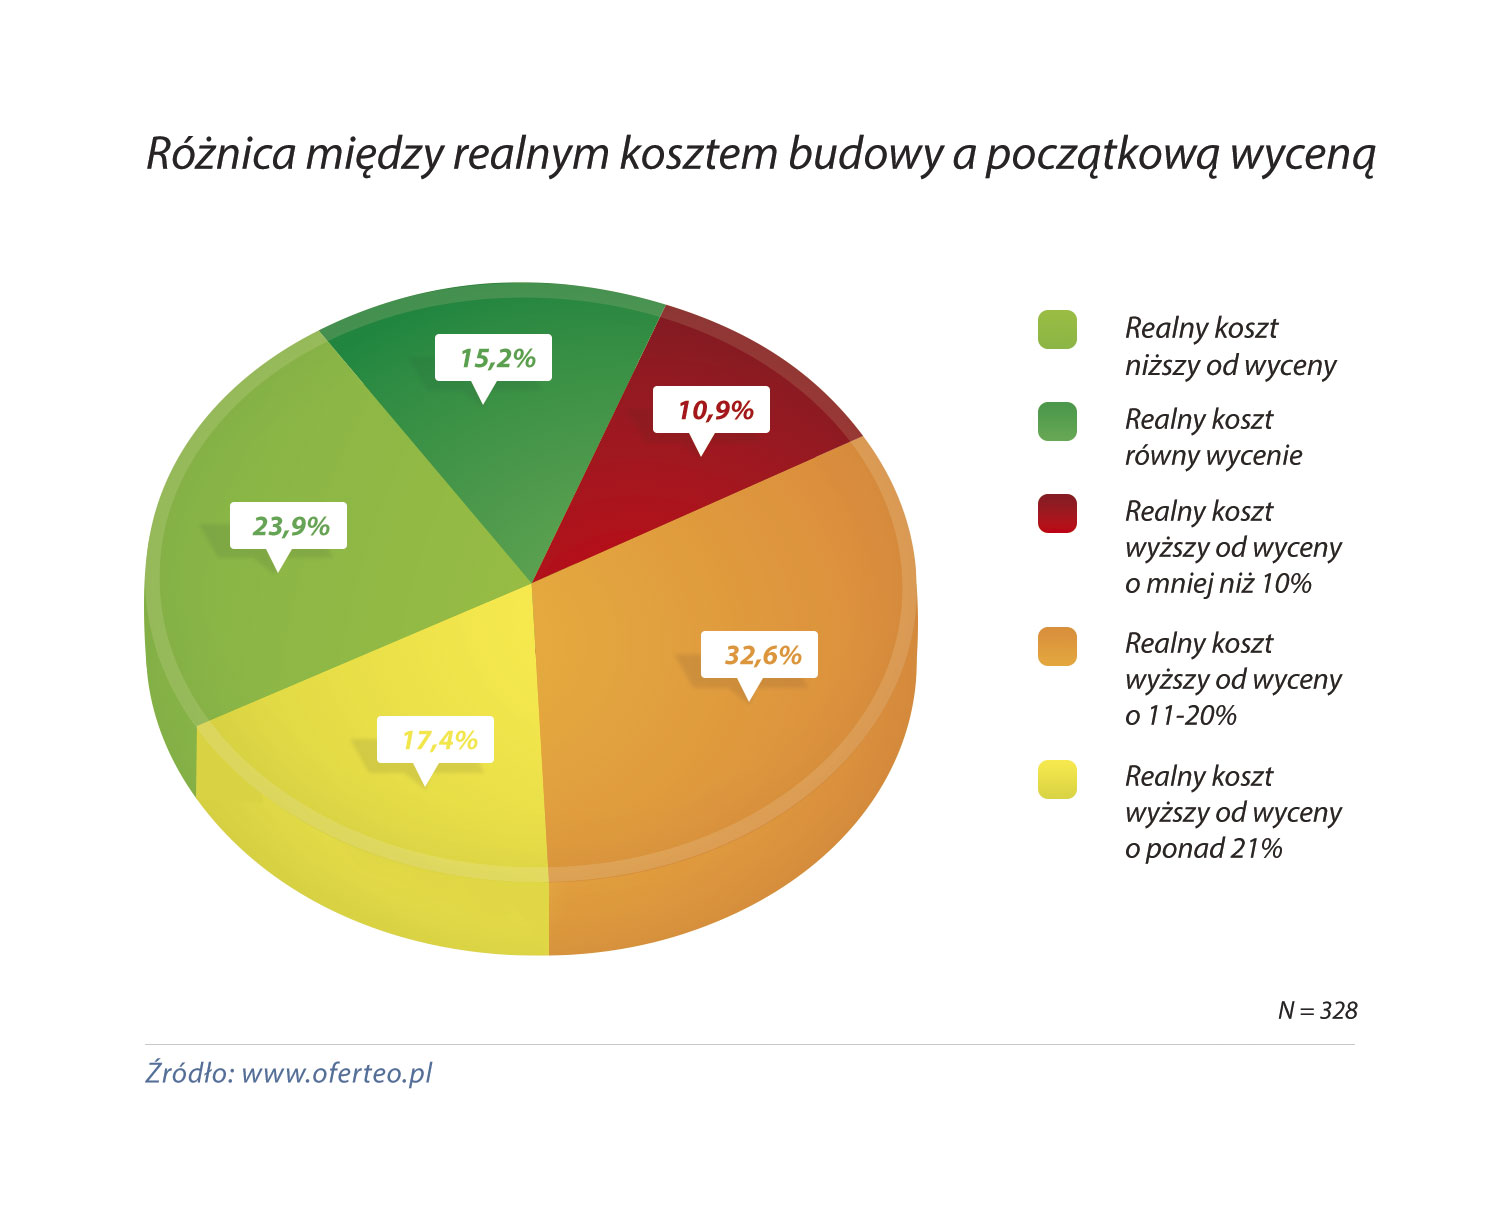 Różnica między realnym kosztem budowy a początkową wyceną
15,2%
10,9%
23,9%
32,6%
17,4%
Realny koszt
niższy od wyceny
Realny koszt
równy wycenie
Realny koszt
wyższy od wyceny
o mniej niż 10%
Realny koszt
wyższy od wyceny
o 11-20%
Realny koszt
wyższy od wyceny
o ponad 21%
N = 328
Źródło: www.oferteo.pl